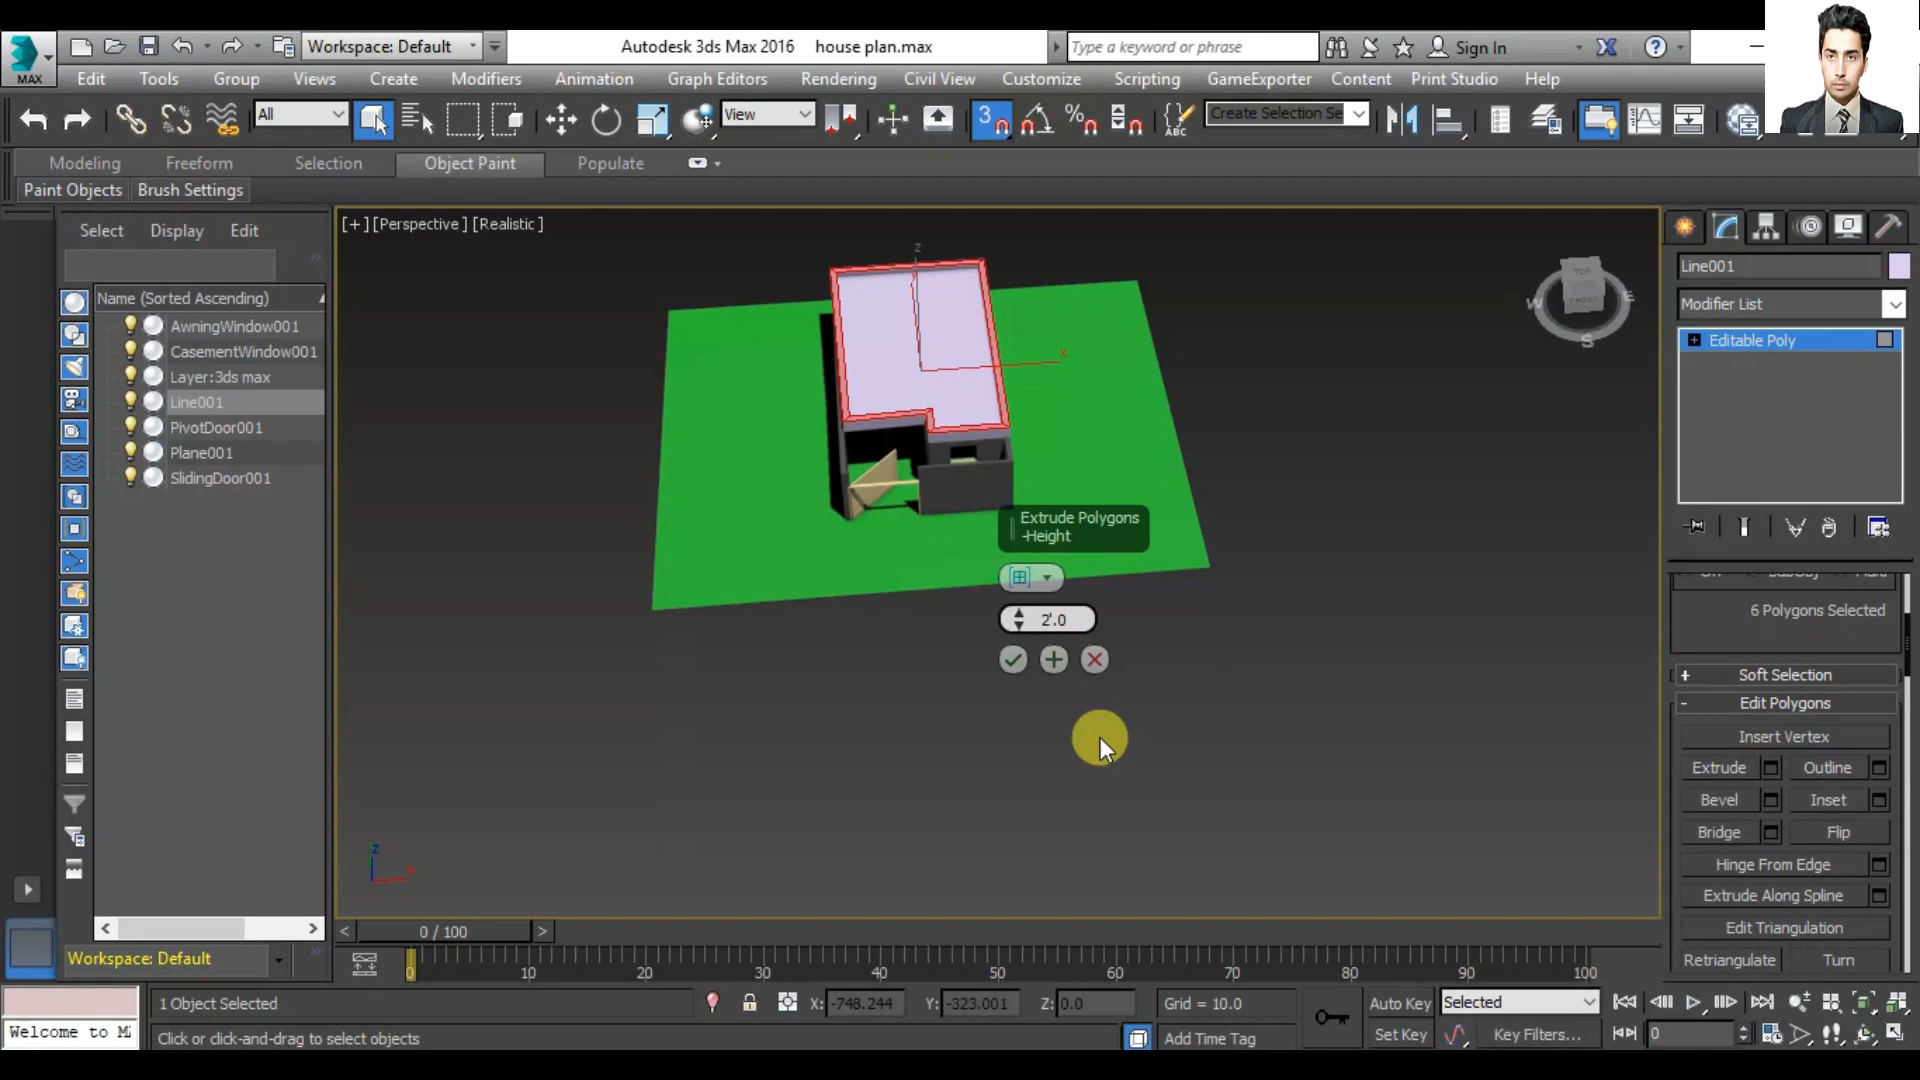 MAX
Workspace: Default
Autodesk 3ds Max 2016 house plan.max
Type a keyword or phrase
Sign In
Edit Tools Group Views Create Modifiers Animation Graph Editors Rendering Civil View Customize Scripting GameExporter Content Print Studio Help
All
View
3
%
ABC
Create Selection Se
Modeling Freeform Selection Object Paint Populate
Paint Objects Brush Settings
Select Display Edit
Name (Sorted Ascending)
AwningWindow001
CasementWindow001
Layer:3ds max
Line001
PivotDoor001
Plane001
SlidingDoor001
[+] [Perspective] [Realistic]
z
x
TOP
FRONT
W
E
S
Extrude Polygons
-Height
2'.0
Line001
Modifier List
Editable Poly
6 Polygons Selected
+ Soft Selection
- Edit Polygons
Insert Vertex
Extrude Outline
Bevel Inset
Bridge Flip
Hinge From Edge
Extrude Along Spline
Edit Triangulation
Retriangulate Turn
z
x
< 0 / 100 >
Workspace: Default
0 10 20 30 40 50 60 70 80 90 100
1 Object Selected
X: -748.244 Y: -323.001 Z: 0.0
Grid = 10.0
Auto Key
Selected
Welcome to M
Click or click-and-drag to select objects
Add Time Tag
Set Key
Key Filters...
0